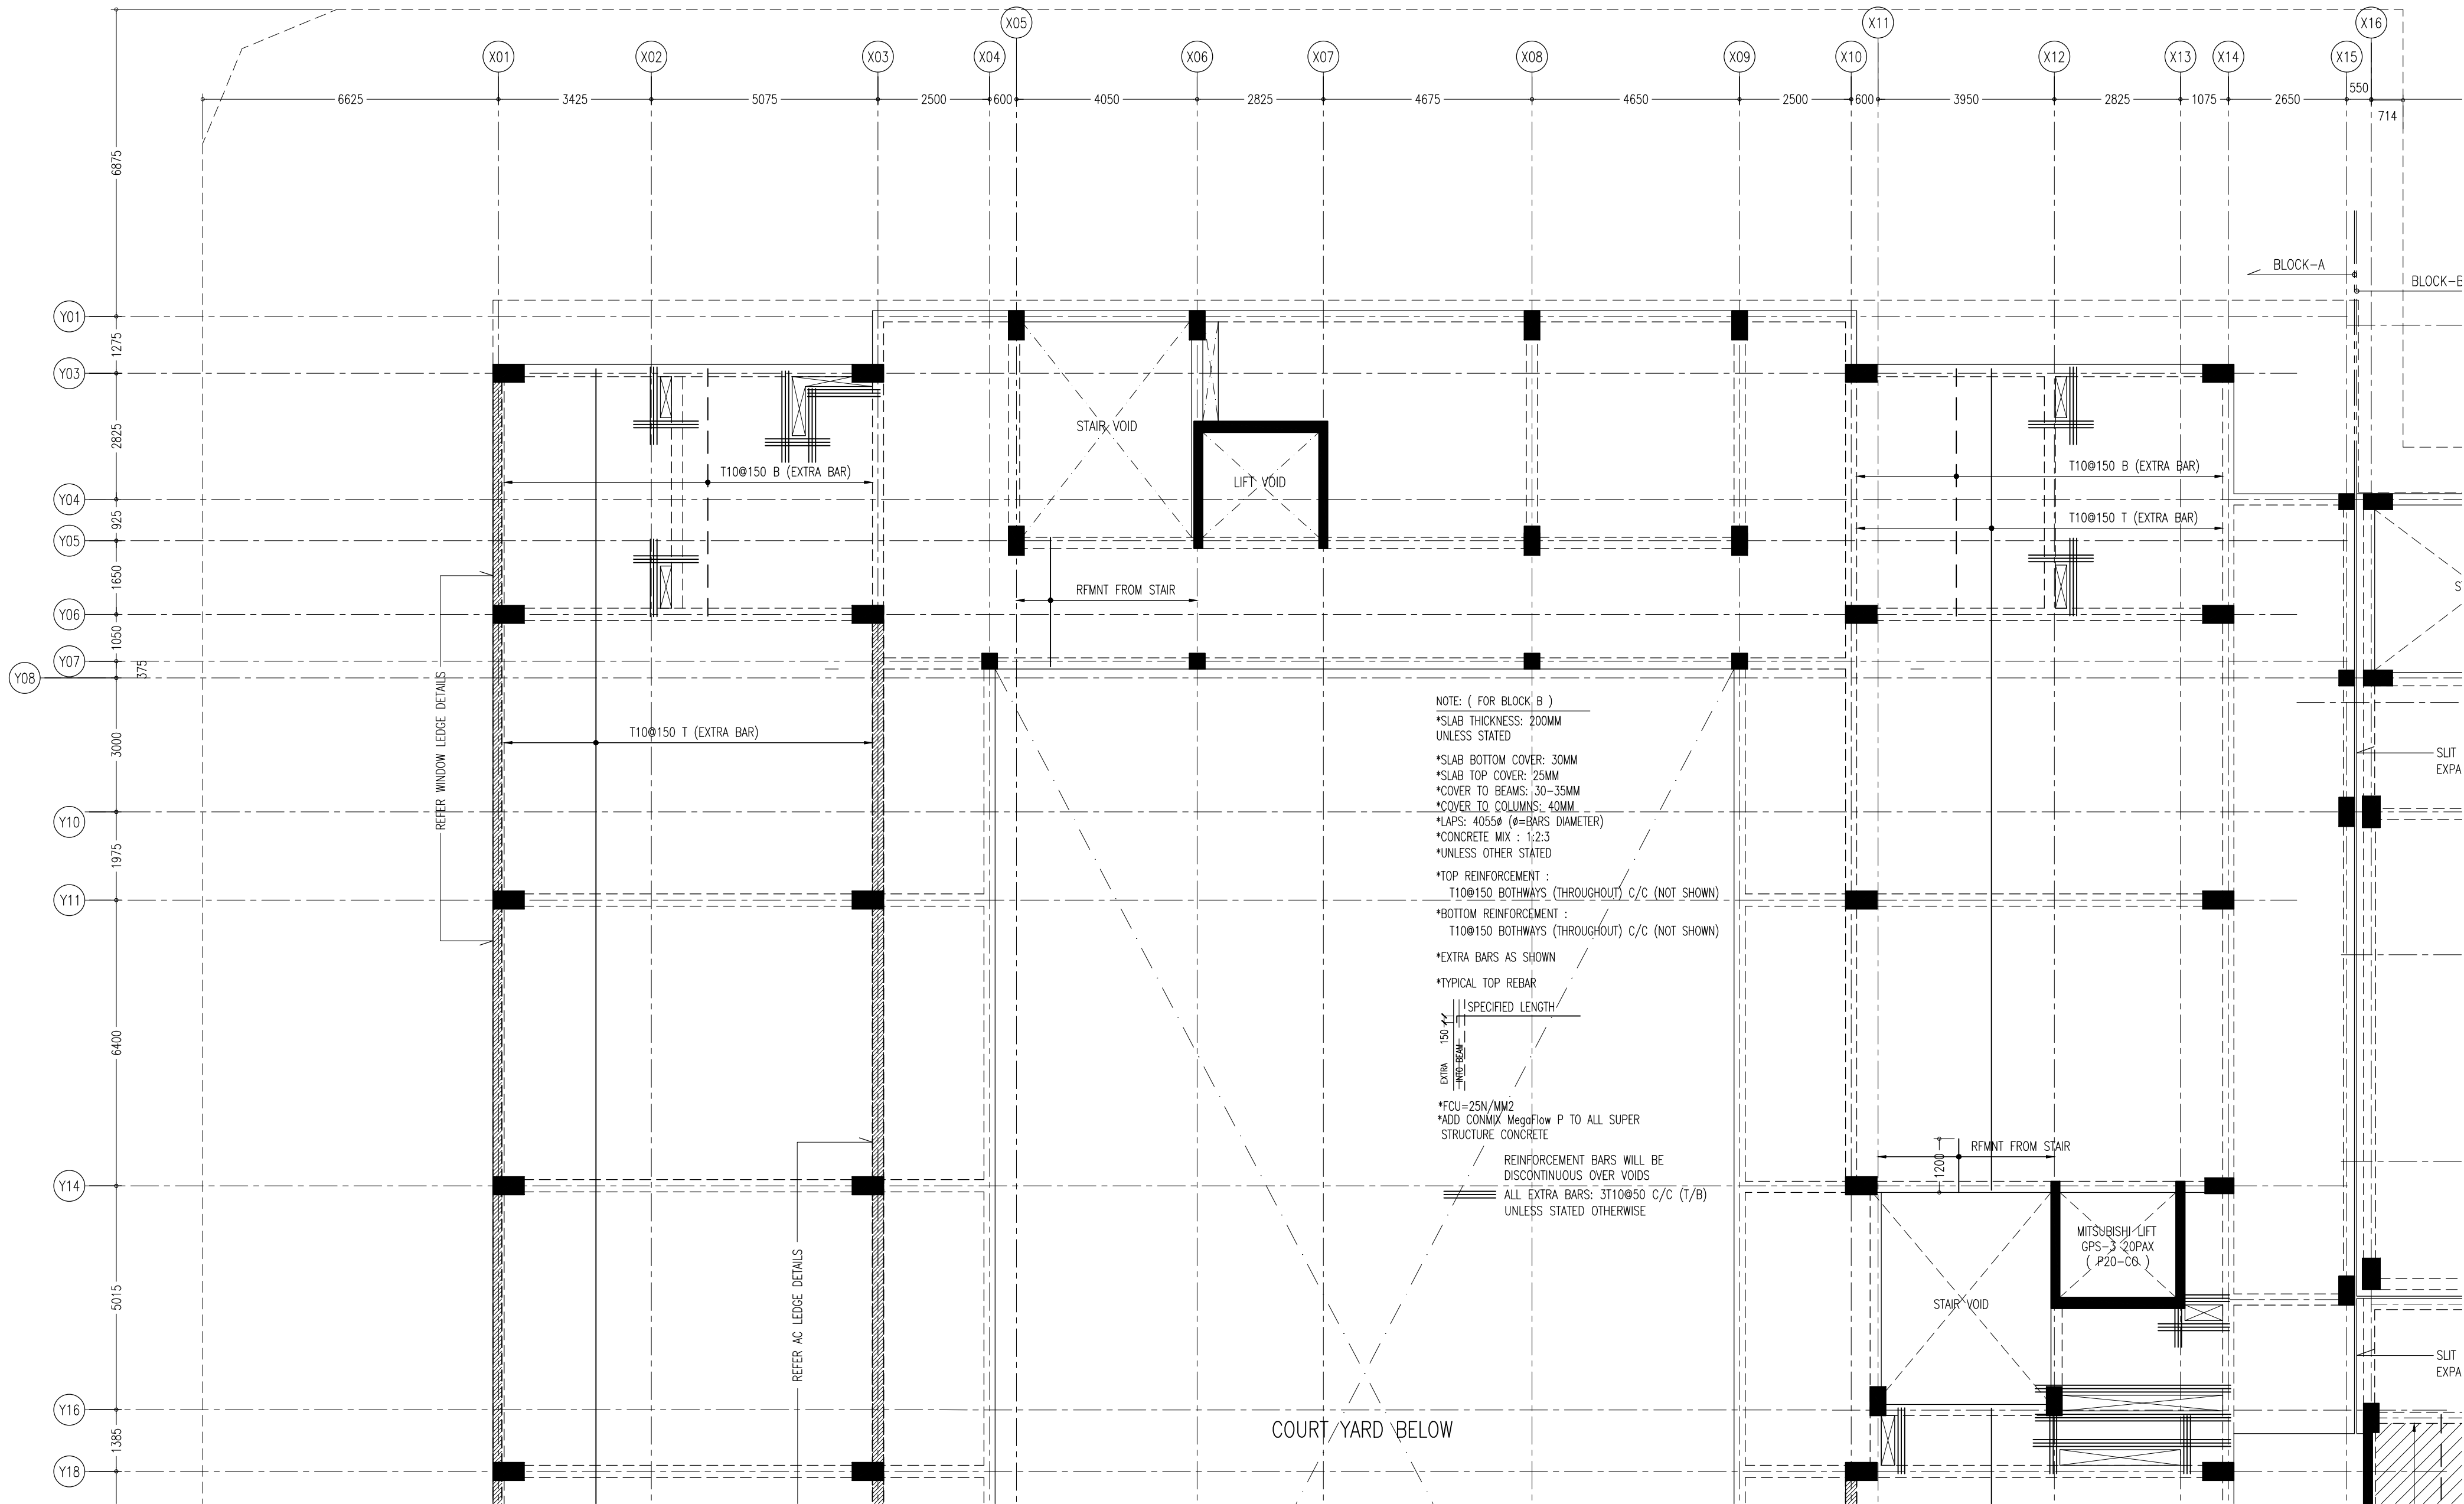 X05
X11
X16
X01
X02
X03
X04
X06
X07
X08
X09
X10
X12
X13
X14
X15
6625
3425
5075
2500
600
4050
2825
4675
4650
2500
600
3950
2825
1075
2650
550
714
6875
BLOCK-A
BLOCK-B
Y01
1275
Y03
2825
STAIR VOID
T10@150 B (EXTRA BAR)
T10@150 B (EXTRA BAR)
LIFT VOID
Y04
925
T10@150 T (EXTRA BAR)
Y05
1650
RFMNT FROM STAIR
Y06
1050
Y07
375
Y08
REFER WINDOW LEDGE DETAILS
T10@150 T (EXTRA BAR)
3000
NOTE: ( FOR BLOCK B )
*SLAB THICKNESS: 200MM
UNLESS STATED
*SLAB BOTTOM COVER: 30MM
*SLAB TOP COVER: 25MM
*COVER TO BEAMS: 30-35MM
*COVER TO COLUMNS: 40MM
*LAPS: 4055ø (ø=BARS DIAMETER)
*CONCRETE MIX : 1:2:3
*UNLESS OTHER STATED
*TOP REINFORCEMENT :
T10@150 BOTHWAYS (THROUGHOUT) C/C (NOT SHOWN)
*BOTTOM REINFORCEMENT :
T10@150 BOTHWAYS (THROUGHOUT) C/C (NOT SHOWN)
*EXTRA BARS AS SHOWN
*TYPICAL TOP REBAR
SPECIFIED LENGTH
150
EXTRA
INTO BEAM
*FCU=25N/MM2
*ADD CONMIX MegaFlow P TO ALL SUPER
STRUCTURE CONCRETE
REINFORCEMENT BARS WILL BE
DISCONTINUOUS OVER VOIDS
ALL EXTRA BARS: 3T10@50 C/C (T/B)
UNLESS STATED OTHERWISE
SLIT
EXPA
Y10
1975
Y11
6400
RFMNT FROM STAIR
1200
Y14
MITSUBISHI LIFT
GPS-3 20PAX
( P20-CO )
5015
REFER AC LEDGE DETAILS
STAIR VOID
SLIT
EXPA
Y16
COURT YARD BELOW
1385
Y18